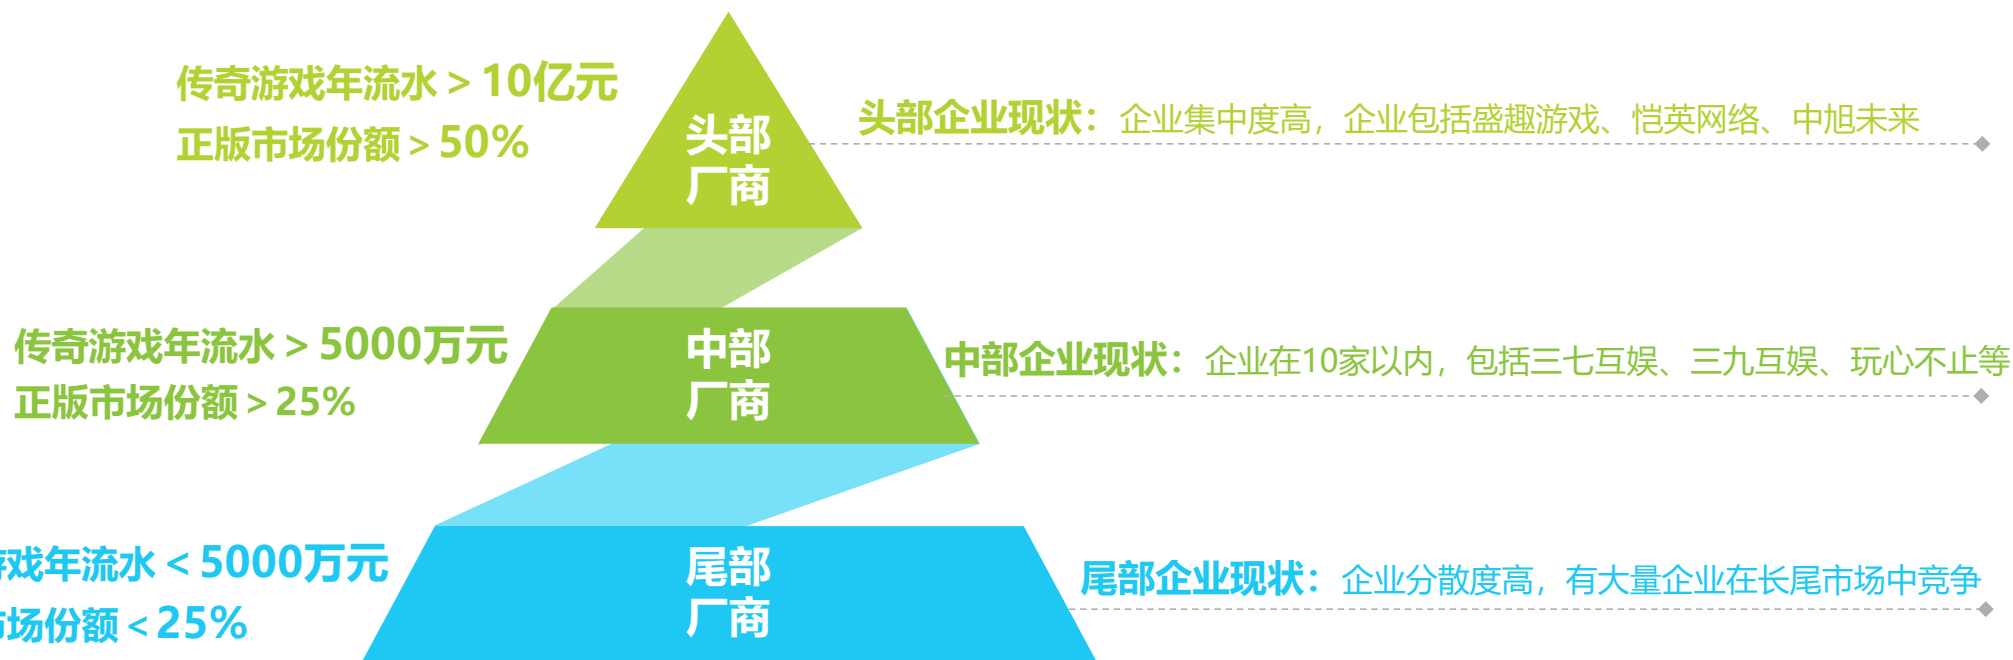 传奇游戏年流水 > 10亿元
正版市场份额 > 50%
头部
厂商
头部企业现状：企业集中度高，企业包括盛趣游戏、恺英网络、中旭未来
传奇游戏年流水 > 5000万元
正版市场份额 > 25%
中部
厂商
中部企业现状：企业在10家以内，包括三七互娱、三九互娱、玩心不止等
戏年流水 < 5000万元
场份额 < 25%
尾部
厂商
尾部企业现状：企业分散度高，有大量企业在长尾市场中竞争